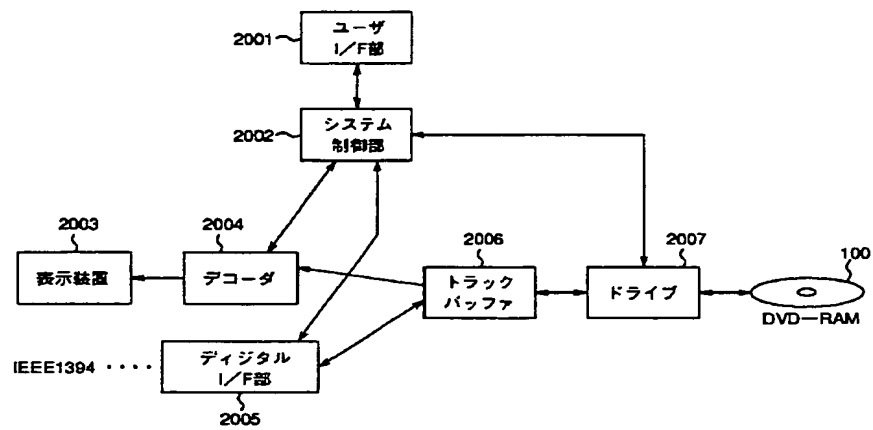 2001
ユーザ
I/F部
2002
システム
制御部
2003
表示装置
2004
デコーダ
2006
トラック
バッファ
2007
ドライブ
100
DVD—RAM
IEEE1394 ････
ディジタル
I/F部
2005